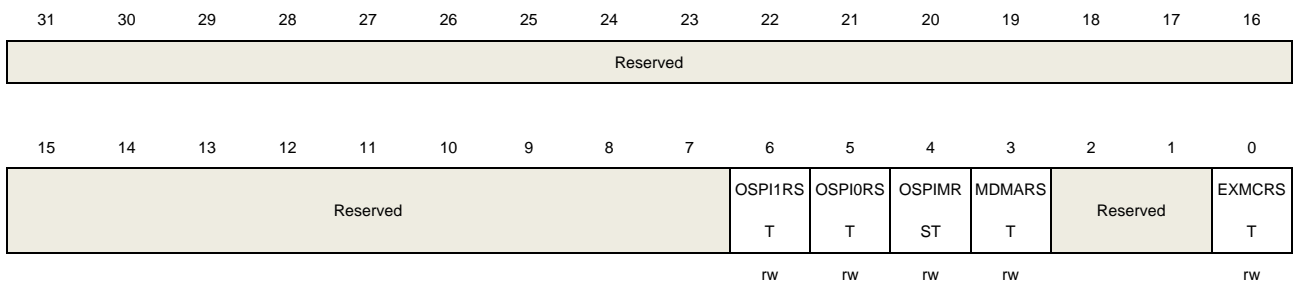 31 30 29 28 27 26 25 24 23 22 21 20 19 18 17 16
Reserved
15 14 13 12 11 10 9 8 7 6 5 4 3 2 1 0
Reserved OSPI1RS OSPI0RS OSPIMR MDMARS Reserved EXMCRS
T T ST T T
rw rw rw rw rw